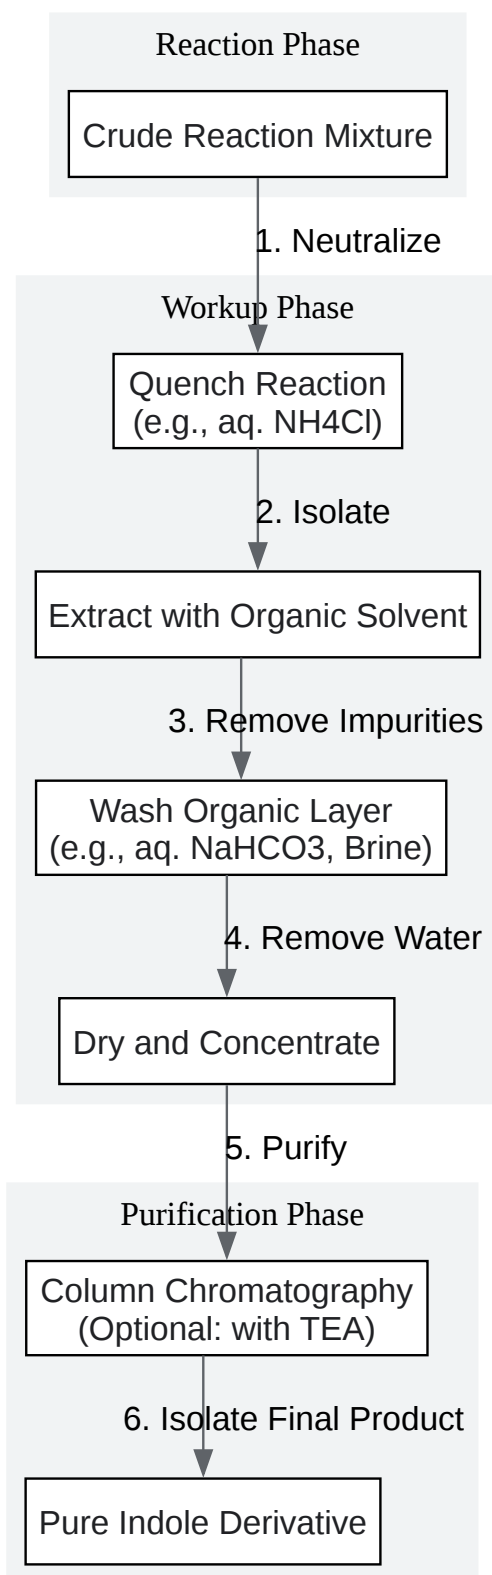 Reaction Phase
Crude Reaction Mixture
1. Neutralize
Workup Phase
Quench Reaction
(e.g., aq. NH4Cl)
2. Isolate
Extract with Organic Solvent
3. Remove Impurities
Wash Organic Layer
(e.g., aq. NaHCO3, Brine)
4. Remove Water
Dry and Concentrate
5. Purify
Purification Phase
Column Chromatography
(Optional: with TEA)
6. Isolate Final Product
Pure Indole Derivative